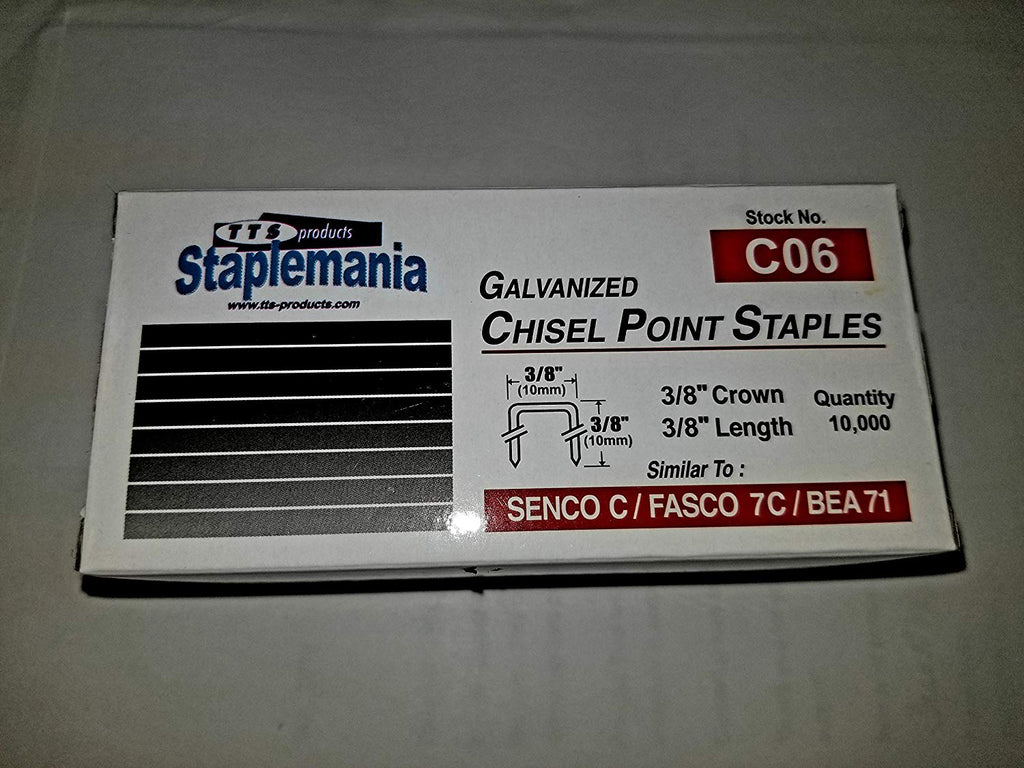 TTS products
Staplemania
www.tts-products.com
Stock No.
C06
GALVANIZED
CHISEL POINT STAPLES
3/8"
(10mm)
3/8"
(10mm)
3/8" Crown
3/8" Length
Quantity
10,000
Similar To :
SENCO C / FASCO 7C / BEA 71